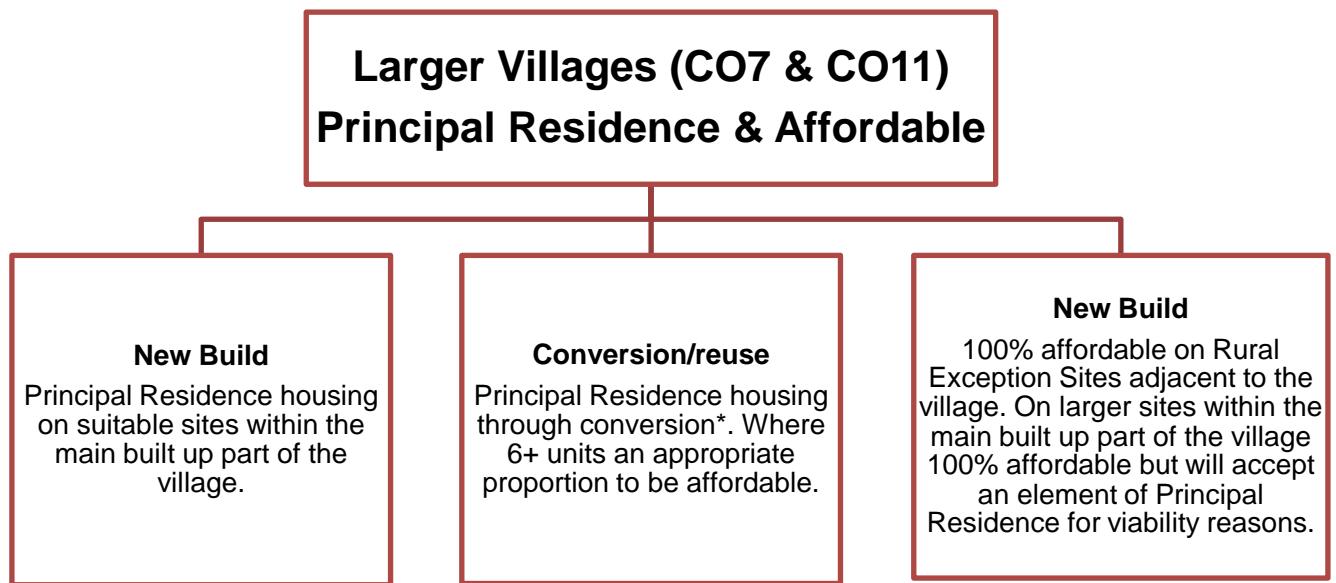 Larger Villages (CO7 & CO11)
Principal Residence & Affordable
New Build
Principal Residence housing
on suitable sites within the
main built up part of the
village.
Conversion/reuse
Principal Residence housing
through conversion*. Where
6+ units an appropriate
proportion to be affordable.
New Build
100% affordable on Rural
Exception Sites adjacent to the
village. On larger sites within the
main built up part of the village
100% affordable but will accept
an element of Principal
Residence for viability reasons.